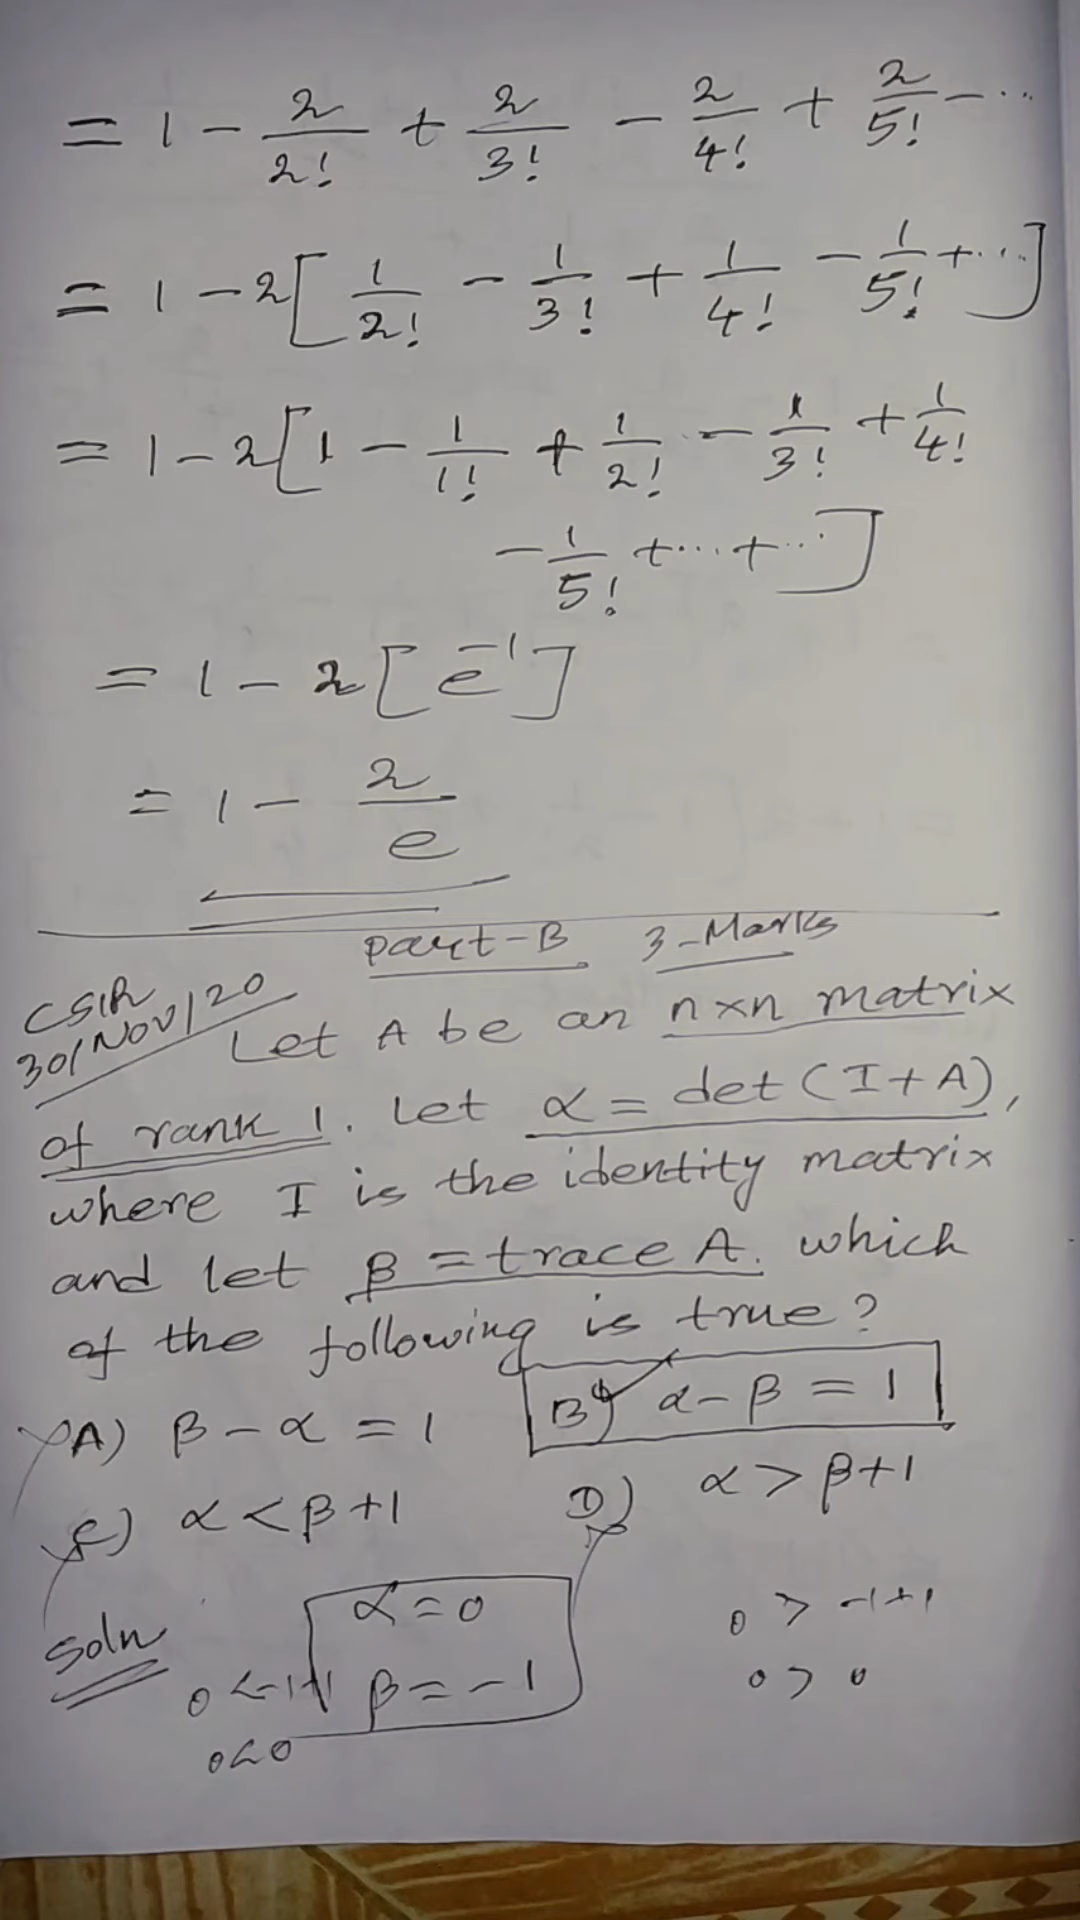 = 1 - 2/2! + 2/3! - 2/4! + 2/5! - ...
= 1 - 2[1/2! - 1/3! + 1/4! - 1/5! + ...]
= 1 - 2[1 - 1/1! + 1/2! - 1/3! + 1/4!
- 1/5! + ... + ...]
= 1 - 2[e^-1]
= 1 - 2/e
Part-B 3-Marks
CSIR
30/Nov/20
Let A be an n×n matrix
of rank 1. Let α = det(I+A),
where I is the identity matrix
and let β = trace A. which
of the following is true?
A) β - α = 1 B) α - β = 1
C) α < β+1 D) α > β+1
Soln α = 0 0 > -1+1
0 < -1+1 β = -1 0 > 0
0 < 0